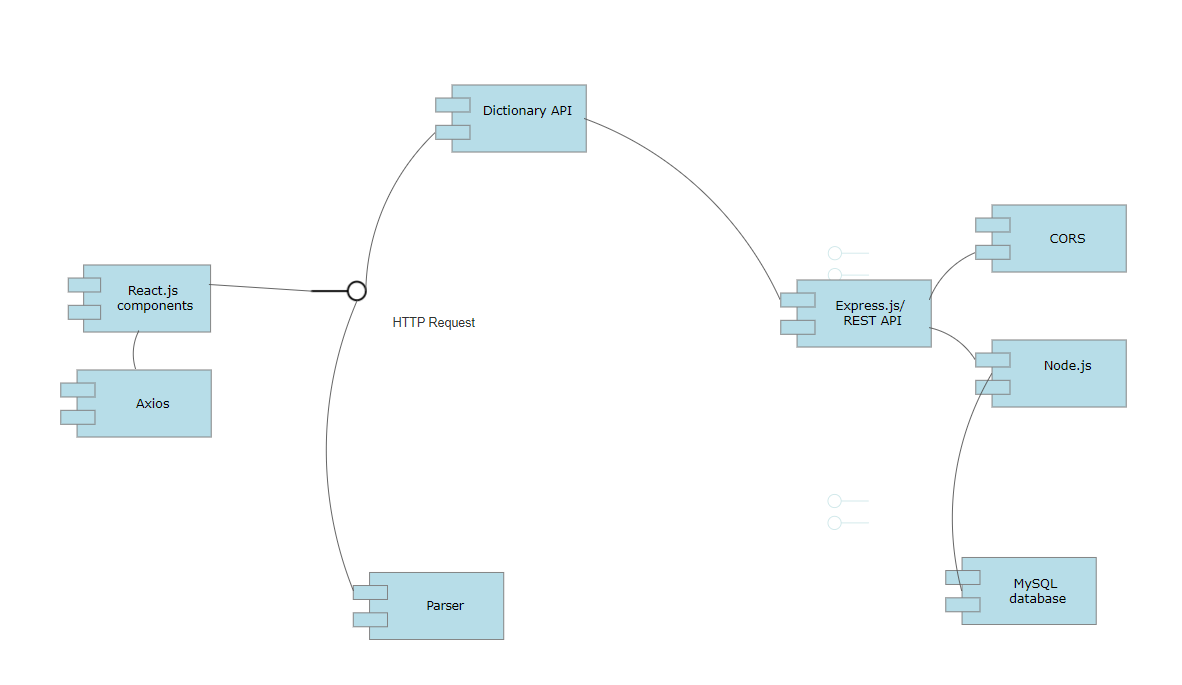 Dictionary API
CORS
React.js
components
Express.js/
REST API
HTTP Request
Node.js
Axios
MySQL
database
Parser